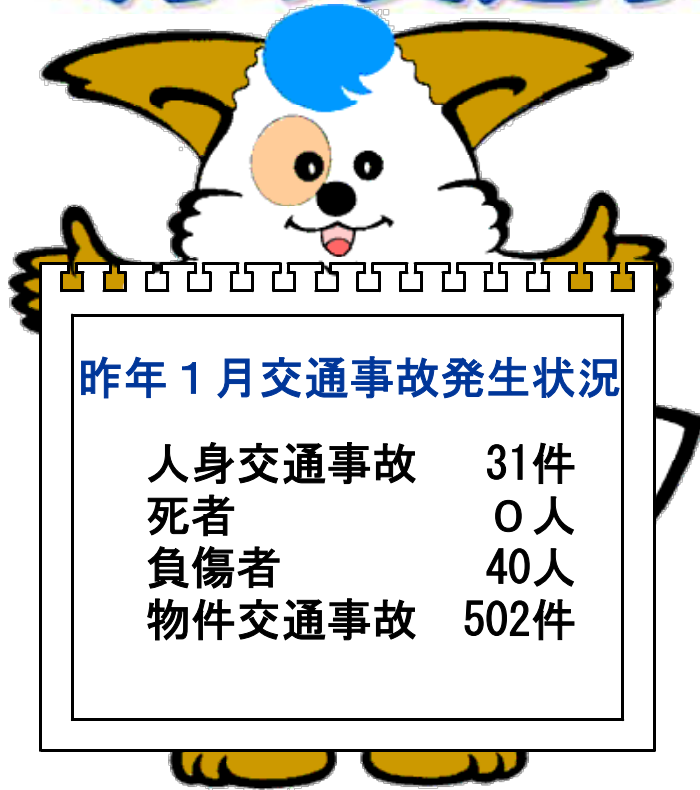 昨年１月交通事故発生状況
人身交通事故　31件
死者　０人
負傷者　40人
物件交通事故　502件